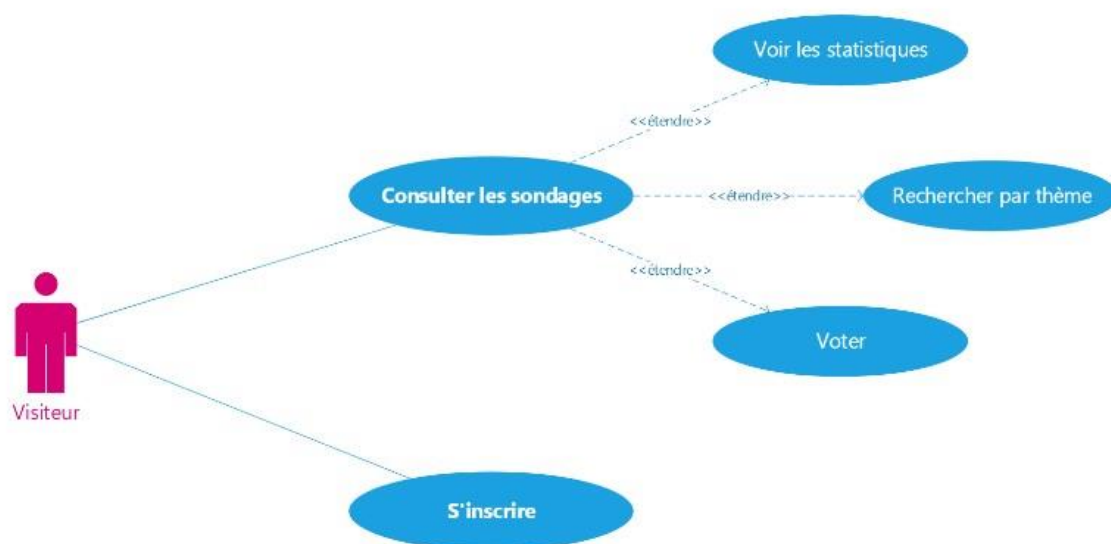 Voir les statistiques
<<étendre>>
Consulter les sondages
<<étendre>>
Rechercher par thème
<<étendre>>
Voter
Visiteur
S'inscrire